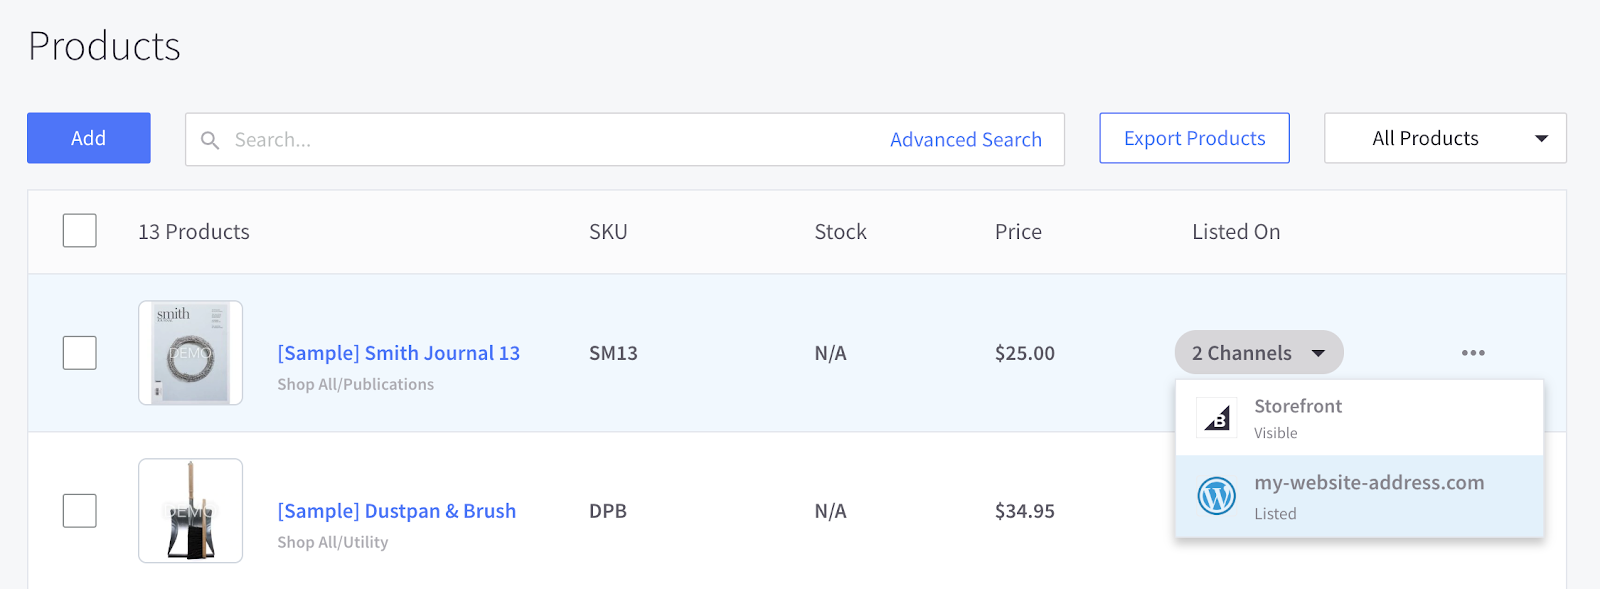 Products
Add
Search...
Advanced Search
Export Products
All Products
13 Products
SKU
Stock
Price
Listed On
smith
DEMO
[Sample] Smith Journal 13
Shop All/Publications
SM13
N/A
$25.00
2 Channels
Storefront
Visible
my-website-address.com
Listed
DEMO
[Sample] Dustpan & Brush
Shop All/Utility
DPB
N/A
$34.95